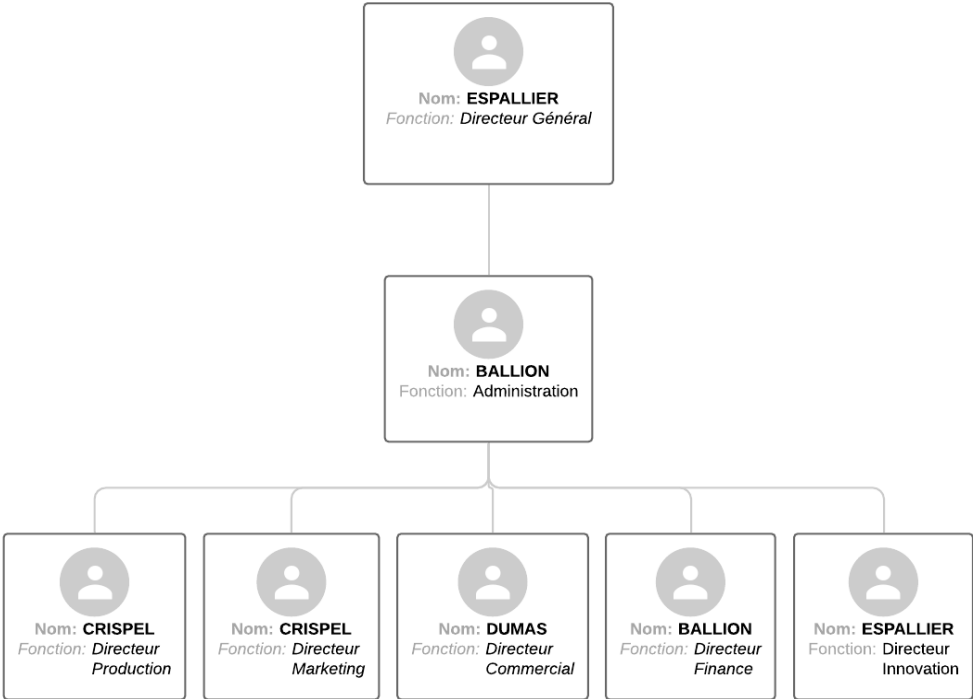 Nom: ESPALLIER
Fonction: Directeur Général
Nom: BALLION
Fonction: Administration
Nom: CRISPEL
Fonction: Directeur
Production
Nom: CRISPEL
Fonction: Directeur
Marketing
Nom: DUMAS
Fonction: Directeur
Commercial
Nom: BALLION
Fonction: Directeur
Finance
Nom: ESPALLIER
Fonction: Directeur
Innovation